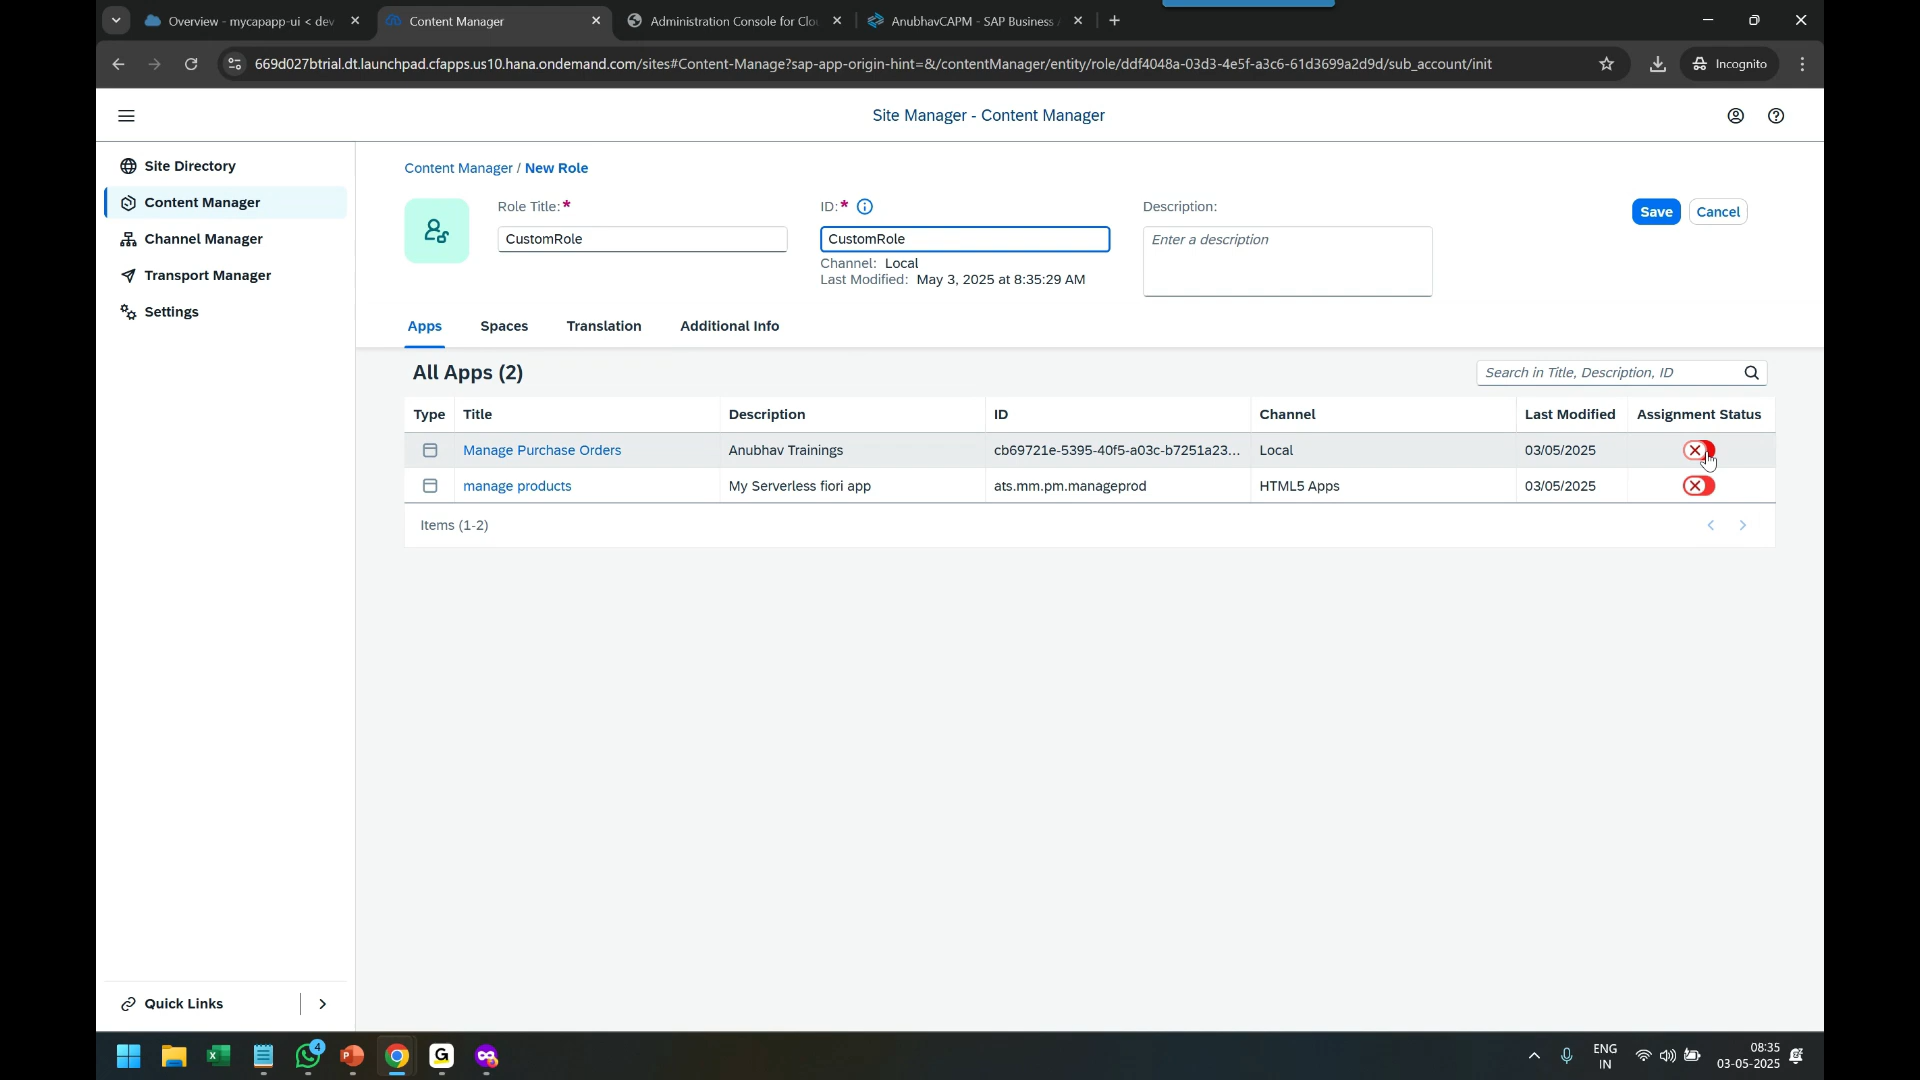 Overview - mycapapp-ui < dev
Content Manager
Administration Console for Clo
AnubhavCAPM - SAP Business A
669d027btrial.dt.launchpad.cfapps.us10.hana.ondemand.com/sites#Content-Manage?sap-app-origin-hint=&/contentManager/entity/role/ddf4048a-03d3-4e5f-a3c6-61d3699a2d9d/sub_account/init
Incognito
Site Manager - Content Manager
Site Directory
Content Manager
Channel Manager
Transport Manager
Settings
Quick Links
Content Manager / New Role
Role Title:*
CustomRole
ID:*
CustomRole
Channel: Local
Last Modified: May 3, 2025 at 8:35:29 AM
Description:
Enter a description
Save
Cancel
Apps
Spaces
Translation
Additional Info
All Apps (2)
Search in Title, Description, ID
Type Title Description ID Channel Last Modified Assignment Status
Manage Purchase Orders Anubhav Trainings cb69721e-5395-40f5-a03c-b7251a23... Local 03/05/2025
manage products My Serverless fiori app ats.mm.pm.manageprod HTML5 Apps 03/05/2025
Items (1-2)
4
ENG
IN
08:35
03-05-2025